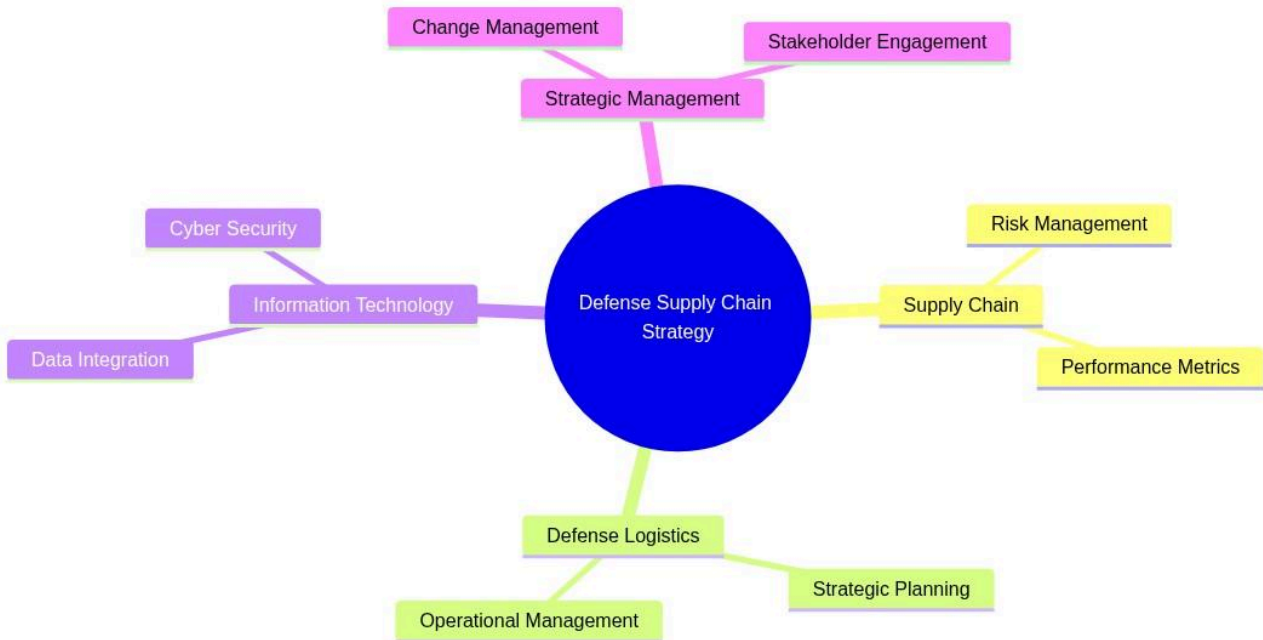 Change Management
Stakeholder Engagement
Strategic Management
Cyber Security
Risk Management
Information Technology
Defense Supply Chain
Strategy
Supply Chain
Data Integration
Performance Metrics
Defense Logistics
Strategic Planning
Operational Management